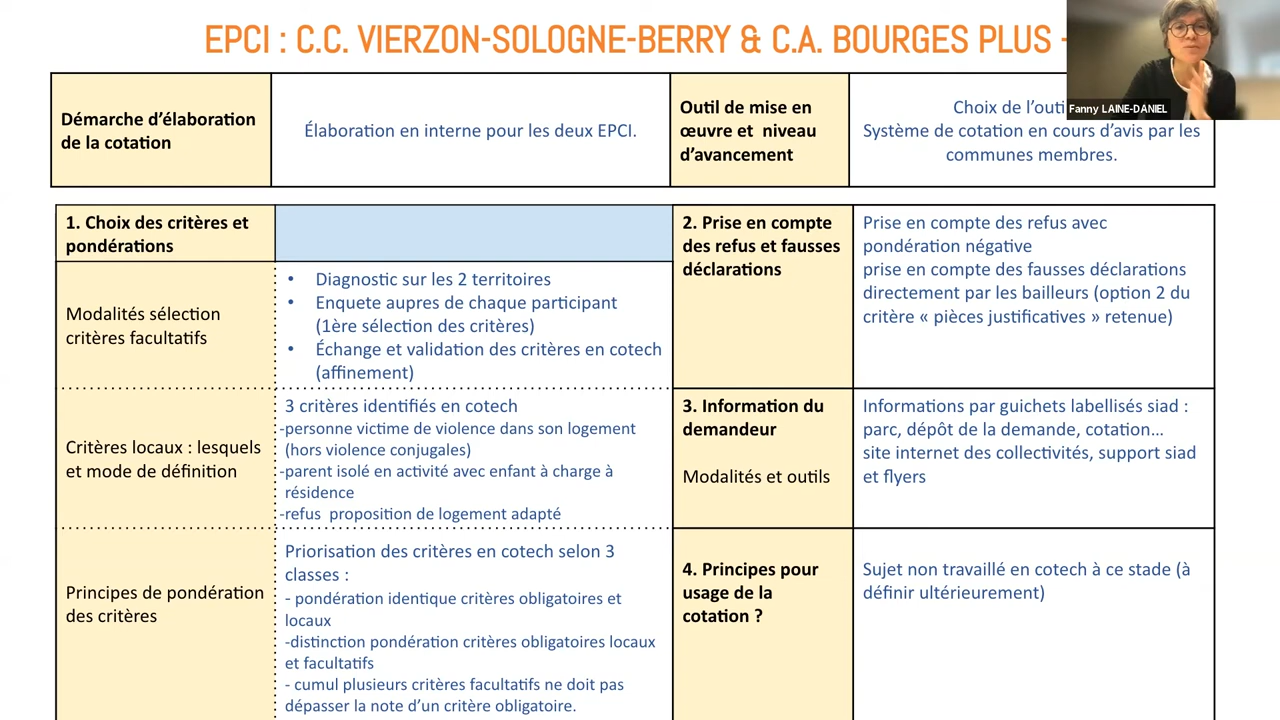 EPCI : C.C. VIERZON-SOLOGNE-BERRY & C.A. BOURGES PLUS -
Fanny LAINE-DANIEL
Démarche d'élaboration
de la cotation
Élaboration en interne pour les deux EPCI.
Outil de mise en
œuvre et niveau
d'avancement
Choix de
Système de cotation en cours d'avis par les
communes membres.
1. Choix des critères et
pondérations
Modalités sélection
critères facultatifs
• Diagnostic sur les 2 territoires
• Enquete aupres de chaque participant
(1ère sélection des critères)
• Échange et validation des critères en cotech
(affinement)
Critères locaux : lesquels
et mode de définition
3 critères identifiés en cotech
-personne victime de violence dans son logement
(hors violence conjugales)
-parent isolé en activité avec enfant à charge à
résidence
-refus proposition de logement adapté
Principes de pondération
des critères
Priorisation des critères en cotech selon 3
classes :
- pondération identique critères obligatoires et
locaux
-distinction pondération critères obligatoires locaux
et facultatifs
- cumul plusieurs critères facultatifs ne doit pas
dépasser la note d'un critère obligatoire.
2. Prise en compte
des refus et fausses
déclarations
Prise en compte des refus avec
pondération négative
prise en compte des fausses déclarations
directement par les bailleurs (option 2 du
critère « pièces justificatives » retenue)
3. Information du
demandeur
Modalités et outils
Informations par guichets labellisés siad :
parc, dépôt de la demande, cotation...
site internet des collectivités, support siad
et flyers
4. Principes pour
usage de la
cotation ?
Sujet non travaillé en cotech à ce stade (à
définir ultérieurement)